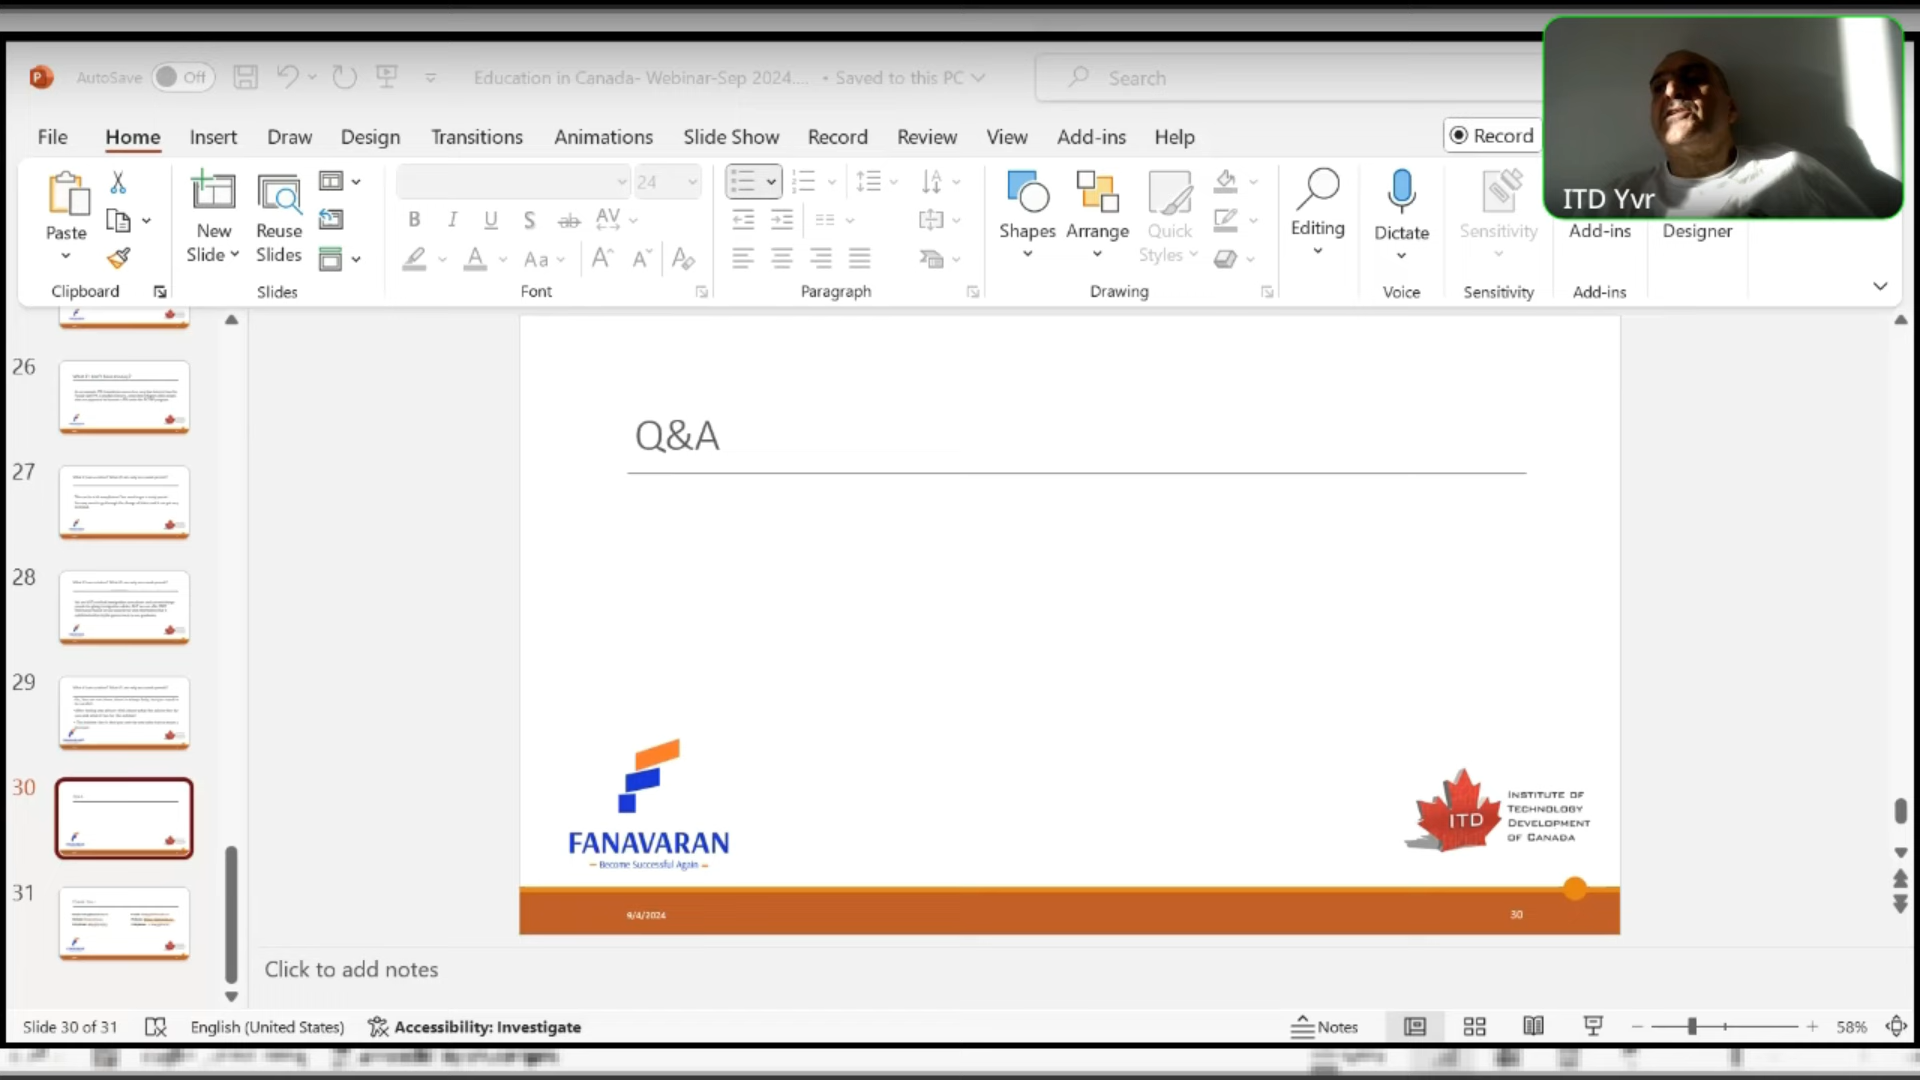 AutoSave Off Education in Canada- Webinar-Sep 2024.... • Saved to this PC Search
File Home Insert Draw Design Transitions Animations Slide Show Record Review View Add-ins Help Record
ITD Yvr
Paste New Slide Reuse Slides 24 Shapes Arrange Quick Styles Editing Dictate Sensitivity Add-ins Designer
Clipboard Slides Font Paragraph Drawing Voice Sensitivity Add-ins
26
27
28
29
30
31
Q&A
FANAVARAN
Become Successful Again
ITD
INSTITUTE OF
TECHNOLOGY
DEVELOPMENT
OF CANADA
9/4/2024 30
Click to add notes
Slide 30 of 31 English (United States) Accessibility: Investigate Notes 58%